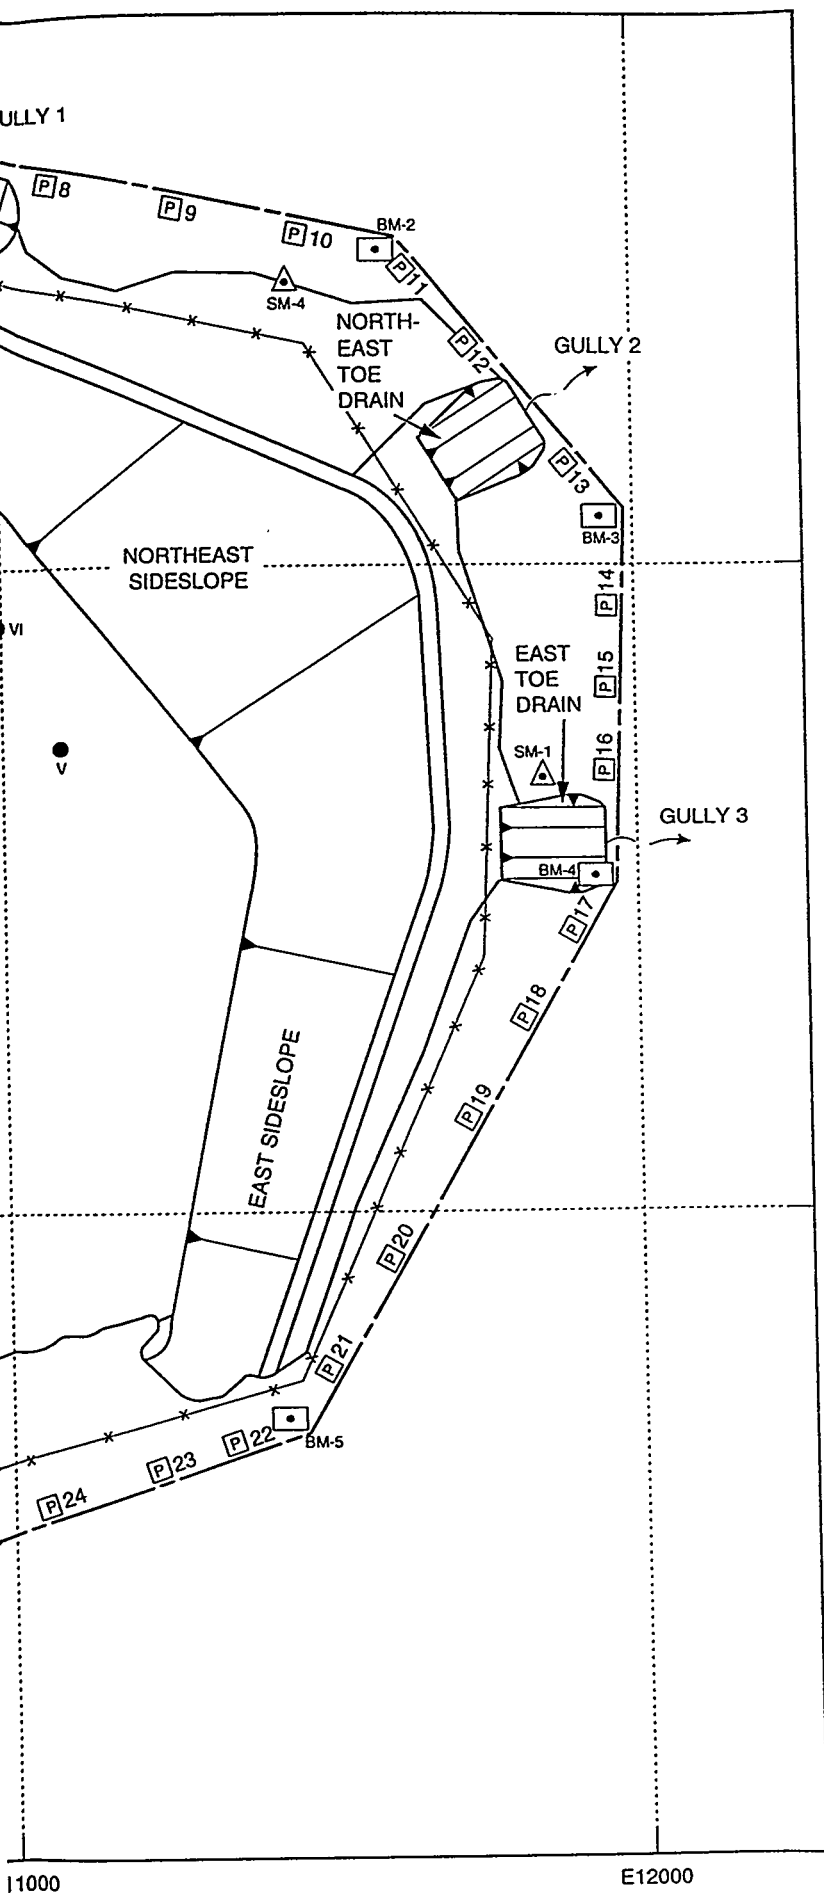 ULLY 1
P 8
P 9
P 10
BM-2
P 11
SM-4
NORTH-
EAST
TOE
DRAIN
P 12
GULLY 2
P 13
BM-3
NORTHEAST
SIDESLOPE
P 14
VI
EAST
TOE
DRAIN
P 15
P 16
SM-1
V
GULLY 3
BM-4
P 17
P 18
EAST SIDESLOPE
P 19
P 20
P 21
P 22
BM-5
P 23
P 24
11000
E12000